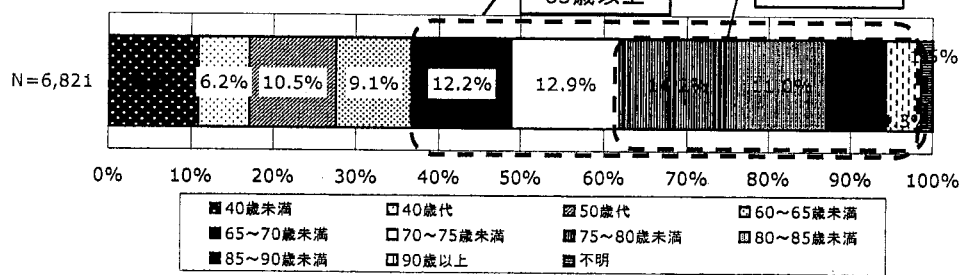 65歳以上
N=6,821
6.2% 10.5% 9.1% 12.2% 12.9% 14.2% 11.0%
0% 10% 20% 30% 40% 50% 60% 70% 80% 90% 100%
40歳未満 40歳代 50歳代 60～65歳未満
65～70歳未満 70～75歳未満 75～80歳未満 80～85歳未満
85～90歳未満 90歳以上 不明